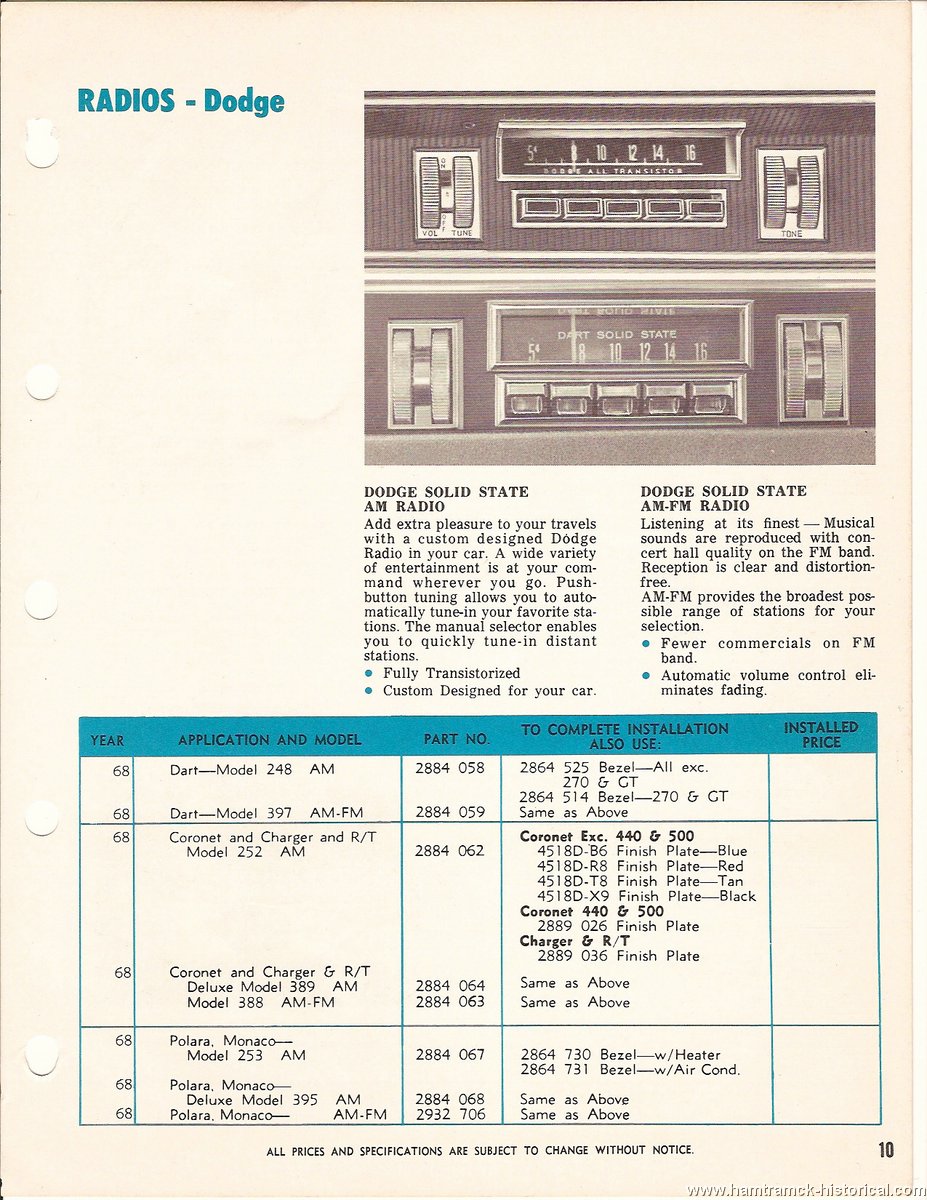 RADIOS - Dodge
5⁴ 8 10 12 14 16
DODGE ALL TRANSISTOR
ON
OFF
VOL TUNE
TONE
DART SOLID STATE
5⁴ 8 10 12 14 16
DODGE SOLID STATE
AM RADIO
Add extra pleasure to your travels
with a custom designed Dodge
Radio in your car. A wide variety
of entertainment is at your com-
mand wherever you go. Push-
button tuning allows you to auto-
matically tune-in your favorite sta-
tions. The manual selector enables
you to quickly tune-in distant
stations.
• Fully Transistorized
• Custom Designed for your car.
DODGE SOLID STATE
AM-FM RADIO
Listening at its finest — Musical
sounds are reproduced with con-
cert hall quality on the FM band.
Reception is clear and distortion-
free.
AM-FM provides the broadest pos-
sible range of stations for your
selection.
• Fewer commercials on FM
band.
• Automatic volume control eli-
minates fading.
YEAR APPLICATION AND MODEL PART NO. TO COMPLETE INSTALLATION ALSO USE: INSTALLED PRICE
68 Dart—Model 248 AM 2884 058 2864 525 Bezel—All exc.
270 & GT
2864 514 Bezel—270 & GT
68 Dart—Model 397 AM-FM 2884 059 Same as Above
68 Coronet and Charger and R/T Coronet Exc. 440 & 500
Model 252 AM 2884 062 4518D-B6 Finish Plate—Blue
4518D-R8 Finish Plate—Red
4518D-T8 Finish Plate—Tan
4518D-X9 Finish Plate—Black
Coronet 440 & 500
2889 026 Finish Plate
Charger & R/T
2889 036 Finish Plate
68 Coronet and Charger & R/T
Deluxe Model 389 AM 2884 064 Same as Above
Model 388 AM-FM 2884 063 Same as Above
68 Polara, Monaco—
Model 253 AM 2884 067 2864 730 Bezel—w/Heater
2864 731 Bezel—w/Air Cond.
68 Polara, Monaco—
Deluxe Model 395 AM 2884 068 Same as Above
68 Polara, Monaco— AM-FM 2932 706 Same as Above
ALL PRICES AND SPECIFICATIONS ARE SUBJECT TO CHANGE WITHOUT NOTICE.
10
www.hamtramck-historical.com